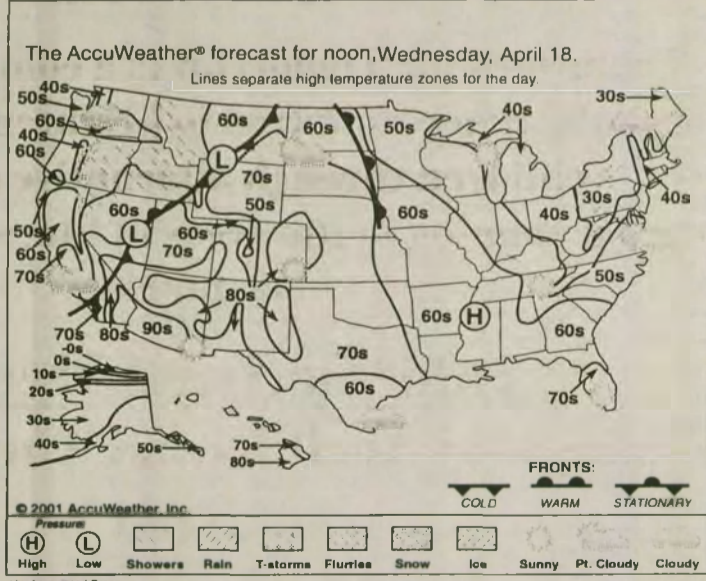 The AccuWeather® forecast for noon, Wednesday, April 18.
Lines separate high temperature zones for the day.
40s
50s
60s
40s
60s
50s
60s
70s
70s
80s
60s
L
60s
L
70s
50s
60s
70s
80s
90s
60s
50s
40s
30s
60s
40s
30s
40s
50s
60s
H
60s
70s
60s
70s
-0s
0s
10s
20s
30s
40s
50s
70s
80s
FRONTS:
COLD WARM STATIONARY
© 2001 AccuWeather, Inc.
Pressure:
H L
High Low Showers Rain T-storms Flurries Snow Ice Sunny Pt. Cloudy Cloudy